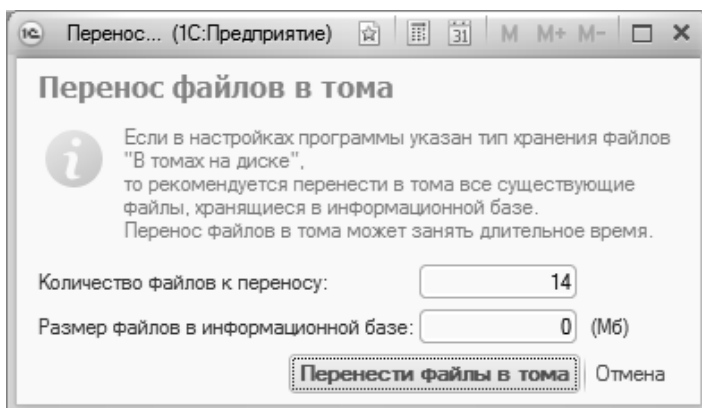 1С Перенос... (1С:Предприятие) 31 M M+ M-
Перенос файлов в тома
i Если в настройках программы указан тип хранения файлов
"В томах на диске",
то рекомендуется перенести в тома все существующие
файлы, хранящиеся в информационной базе.
Перенос файлов в тома может занять длительное время.
Количество файлов к переносу: 14
Размер файлов в информационной базе: 0 (Мб)
Перенести файлы в тома Отмена